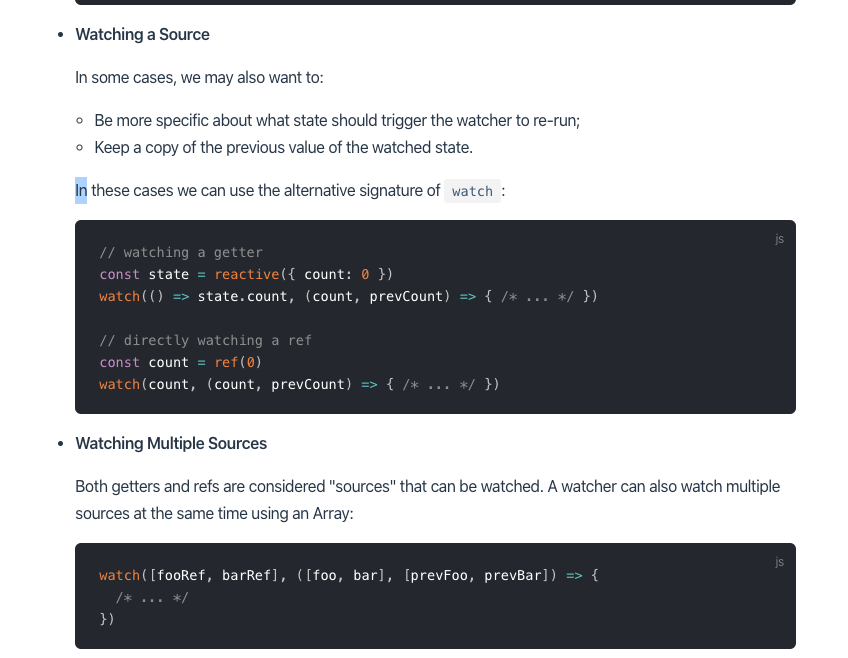 Watching a Source
In some cases, we may also want to:
Be more specific about what state should trigger the watcher to re-run;
Keep a copy of the previous value of the watched state.
In these cases we can use the alternative signature of watch :
js
// watching a getter
const state = reactive({ count: 0 })
watch(() => state.count, (count, prevCount) => { /* ... */ })
// directly watching a ref
const count = ref(0)
watch(count, (count, prevCount) => { /* ... */ })
Watching Multiple Sources
Both getters and refs are considered "sources" that can be watched. A watcher can also watch multiple
sources at the same time using an Array:
js
watch([fooRef, barRef], ([foo, bar], [prevFoo, prevBar]) => {
  /* ... */
})